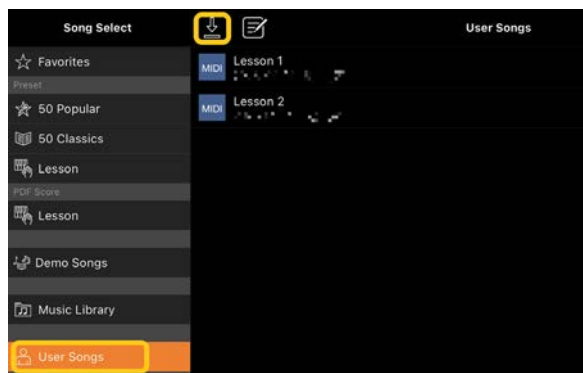 Song Select
User Songs
Favorites
Preset
50 Popular
50 Classics
Lesson
PDF Score
Lesson
Demo Songs
Music Library
User Songs
MIDI
Lesson 1
MIDI
Lesson 2